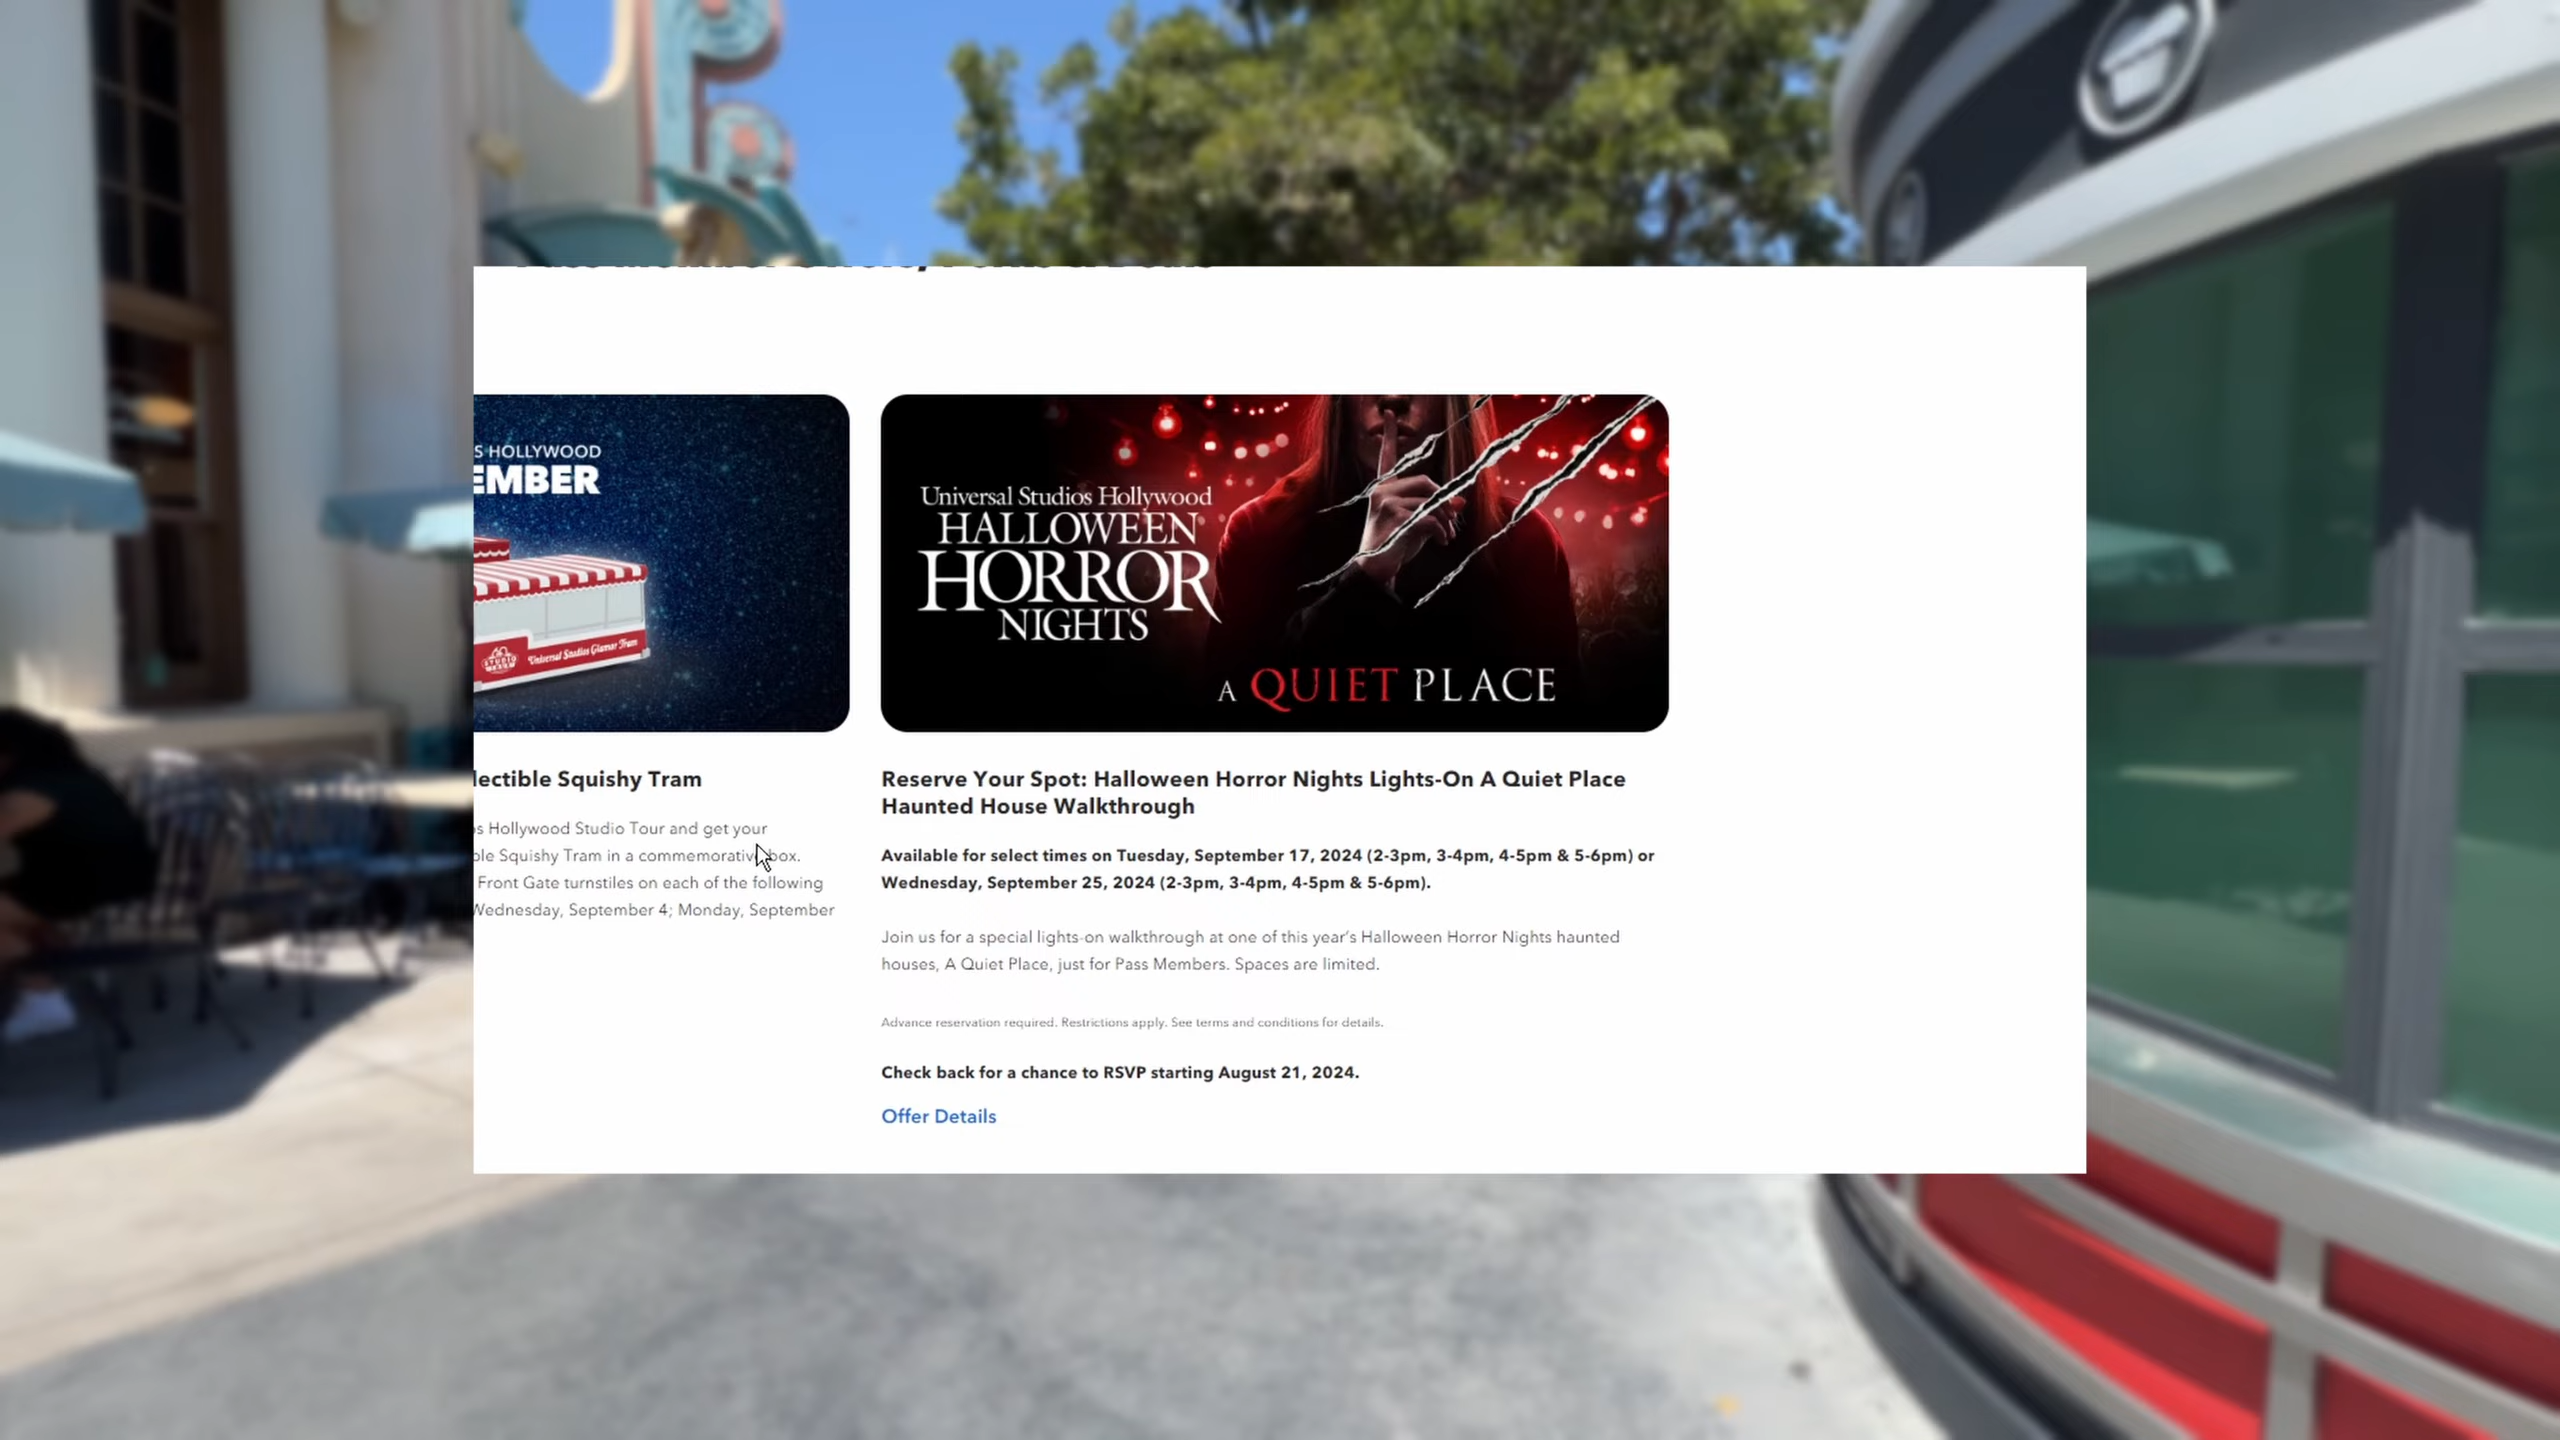 S HOLLYWOOD
EMBER
Universal Studios Glamor Tram
lectible Squishy Tram
s Hollywood Studio Tour and get your
ble Squishy Tram in a commemorative box.
Front Gate turnstiles on each of the following
Wednesday, September 4; Monday, September
Universal Studios Hollywood
HALLOWEEN
HORROR
NIGHTS
A QUIET PLACE
Reserve Your Spot: Halloween Horror Nights Lights-On A Quiet Place
Haunted House Walkthrough
Available for select times on Tuesday, September 17, 2024 (2-3pm, 3-4pm, 4-5pm & 5-6pm) or
Wednesday, September 25, 2024 (2-3pm, 3-4pm, 4-5pm & 5-6pm).
Join us for a special lights-on walkthrough at one of this year's Halloween Horror Nights haunted
houses, A Quiet Place, just for Pass Members. Spaces are limited.
Advance reservation required. Restrictions apply. See terms and conditions for details.
Check back for a chance to RSVP starting August 21, 2024.
Offer Details